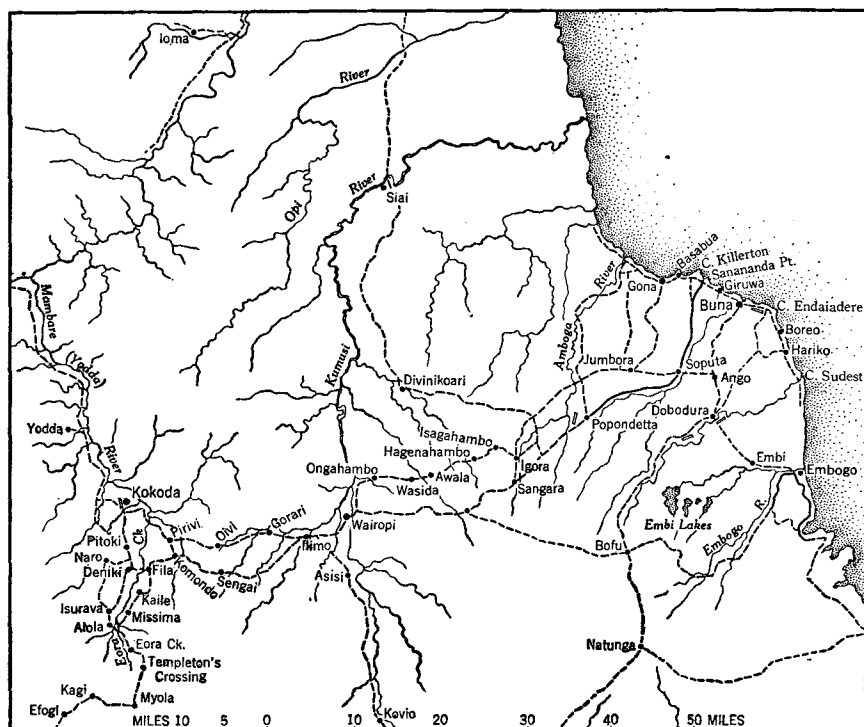 Ioma
River
River
Siai
Opi
Basabua
C. Killerton
Sanananda Pt.
Giruwa
River
Gona
Buna
C. Endaiadere
Boreo
Hariko
Mambare
(Yodda)
River
Kumusi
Amboga
Jumbora
Soputa
Ango
C. Sudest
Divinikoari
Dobodura
Popondetta
Yodda
Isagahambo
Hagenahambo
Igora
Embi
Embogo
Ongahambo
Awala
Wasida
Sangara
Kokoda
Embi Lakes
Embogo R.
Pirivi
Oivi
Gorari
Wairopi
Ilimo
Bofu
Pitoki
Ck
Naro
Deniki
Fila
Komondo
Sengai
Asisi
Kaile
Isurava
Missima
Alola
Eora
Eora Ck.
Natunga
Templeton's
Crossing
Kagi
Myola
Efogi
Kovio
MILES 10 5 0 10 20 30 40 50 MILES